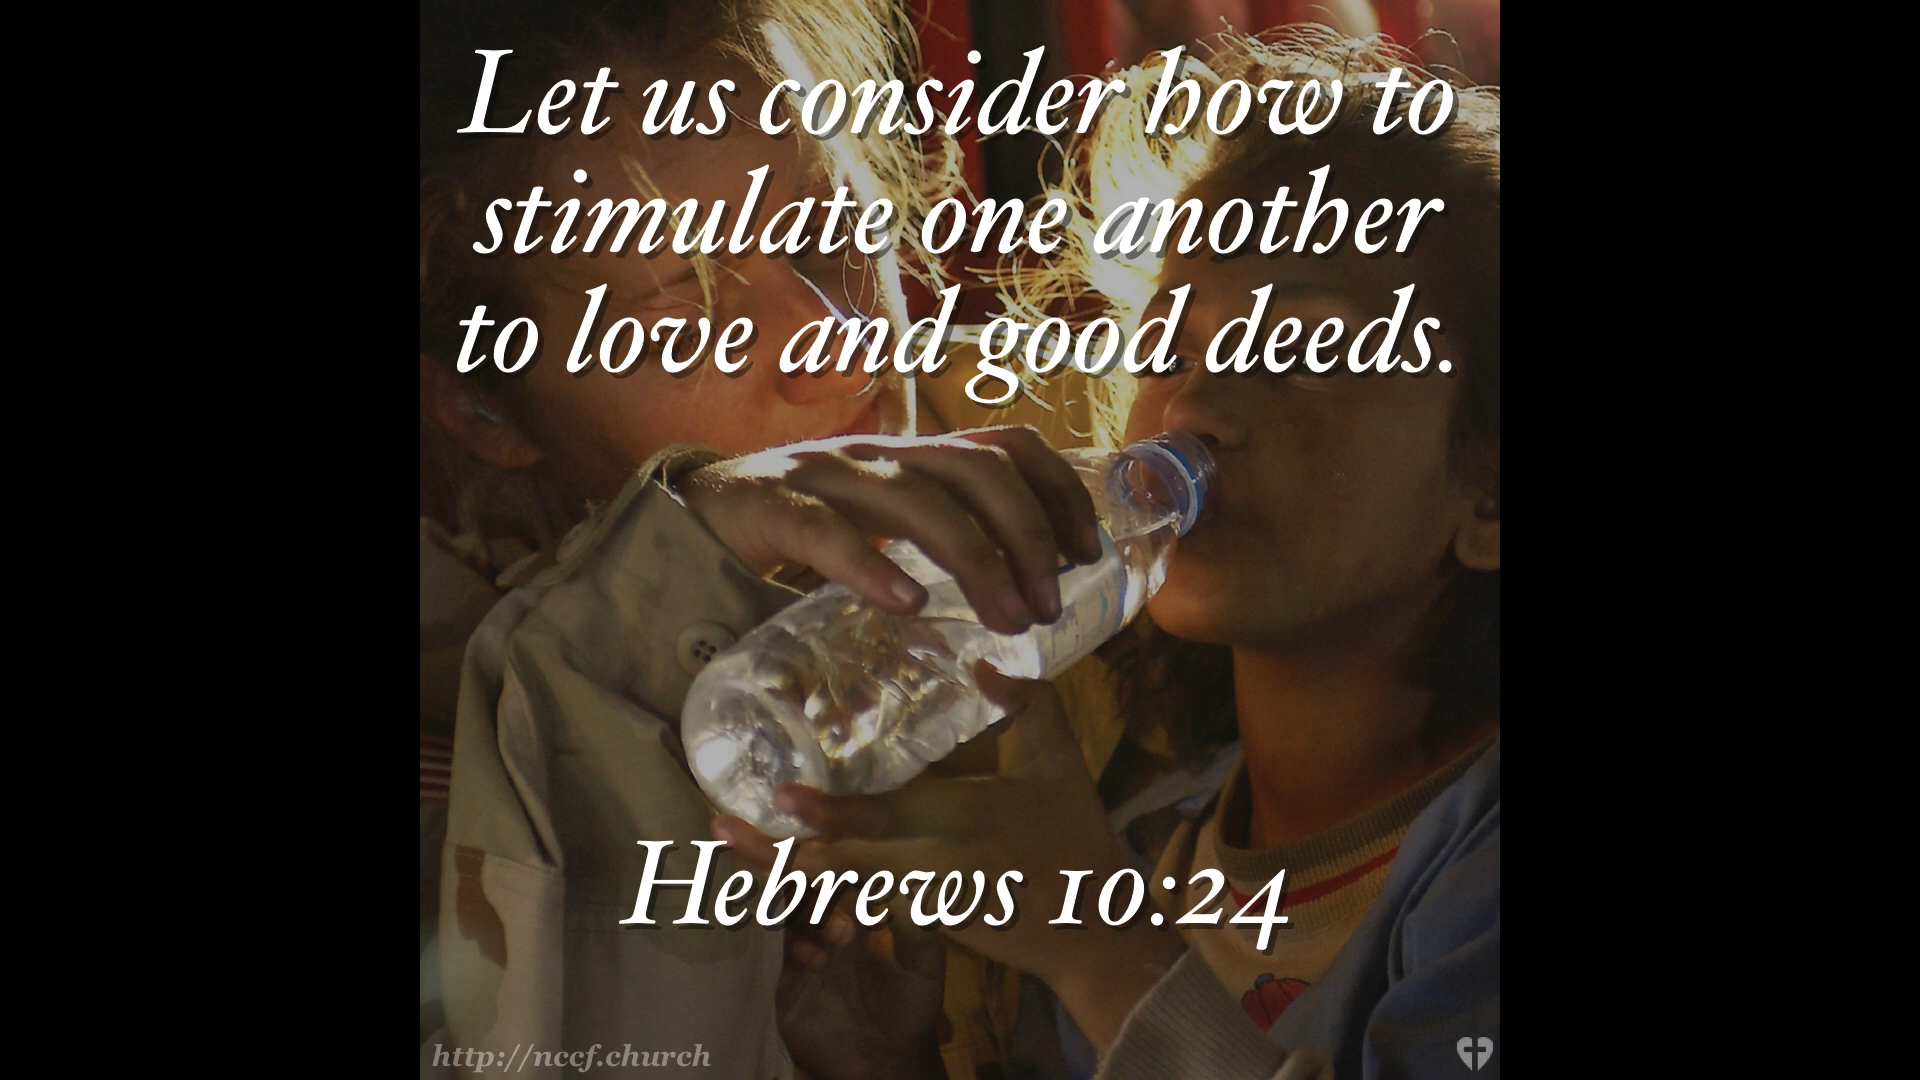 Let us consider how to
stimulate one another
to love and good deeds.
Hebrews 10:24
http://nccf.church